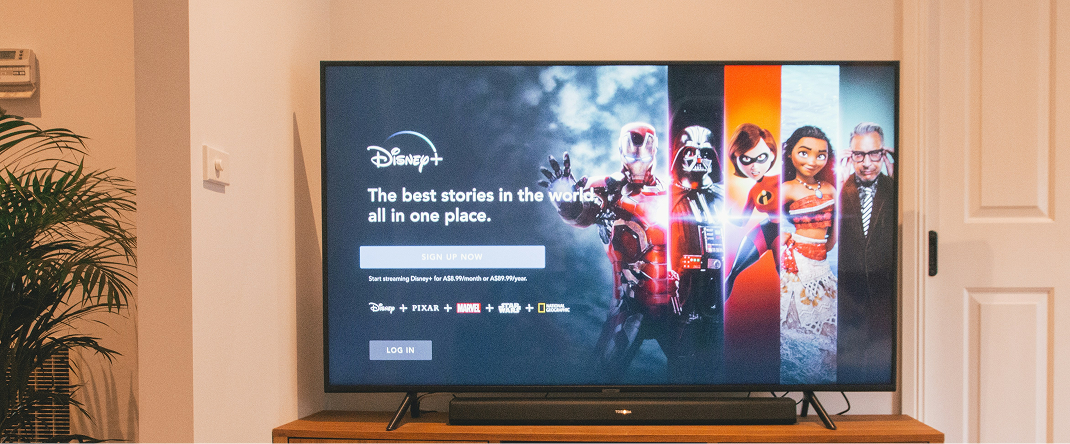 Disney+
The best stories in the world,
all in one place.
SIGN UP NOW
Start streaming Disney+ for A$8.99/month or A$89.99/year.
Disney + PIXAR + MARVEL + STAR WARS + NATIONAL GEOGRAPHIC
LOG IN